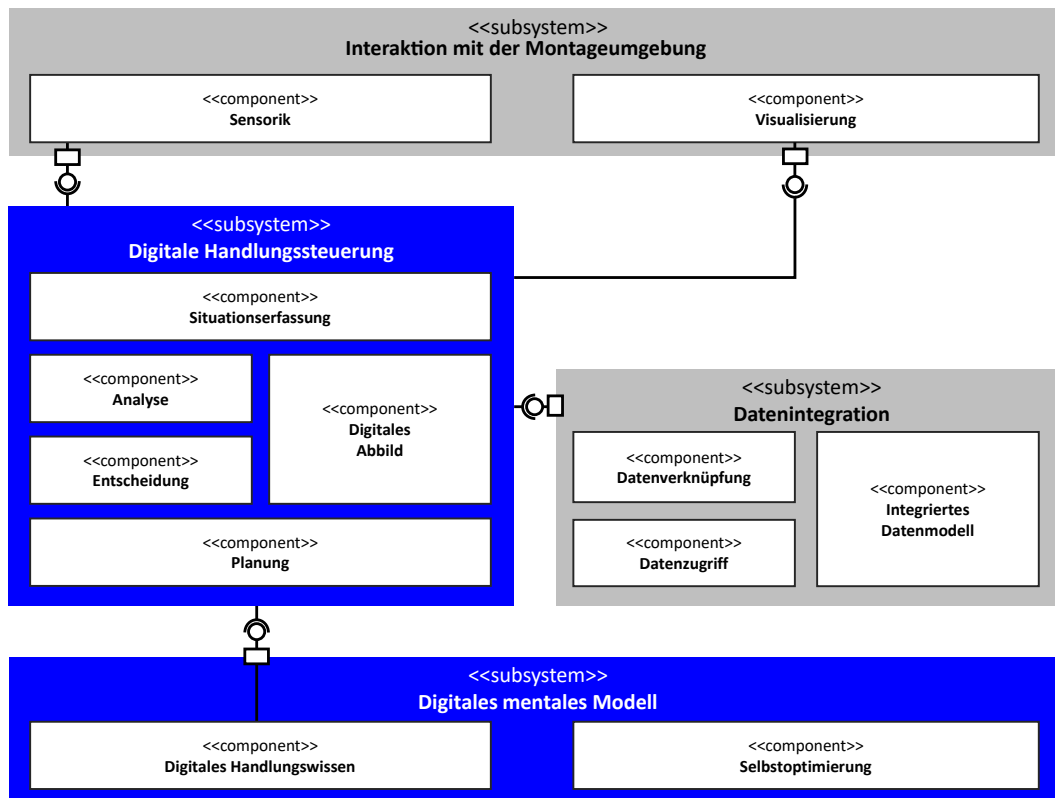 <<subsystem>>
Interaktion mit der Montageumgebung
<<component>>
Sensorik
<<component>>
Visualisierung
<<subsystem>>
Digitale Handlungssteuerung
<<component>>
Situationserfassung
<<component>>
Analyse
<<component>>
Entscheidung
<<component>>
Digitales
Abbild
<<component>>
Planung
<<subsystem>>
Datenintegration
<<component>>
Datenverknüpfung
<<component>>
Datenzugriff
<<component>>
Integriertes
Datenmodell
<<subsystem>>
Digitales mentales Modell
<<component>>
Digitales Handlungswissen
<<component>>
Selbstoptimierung